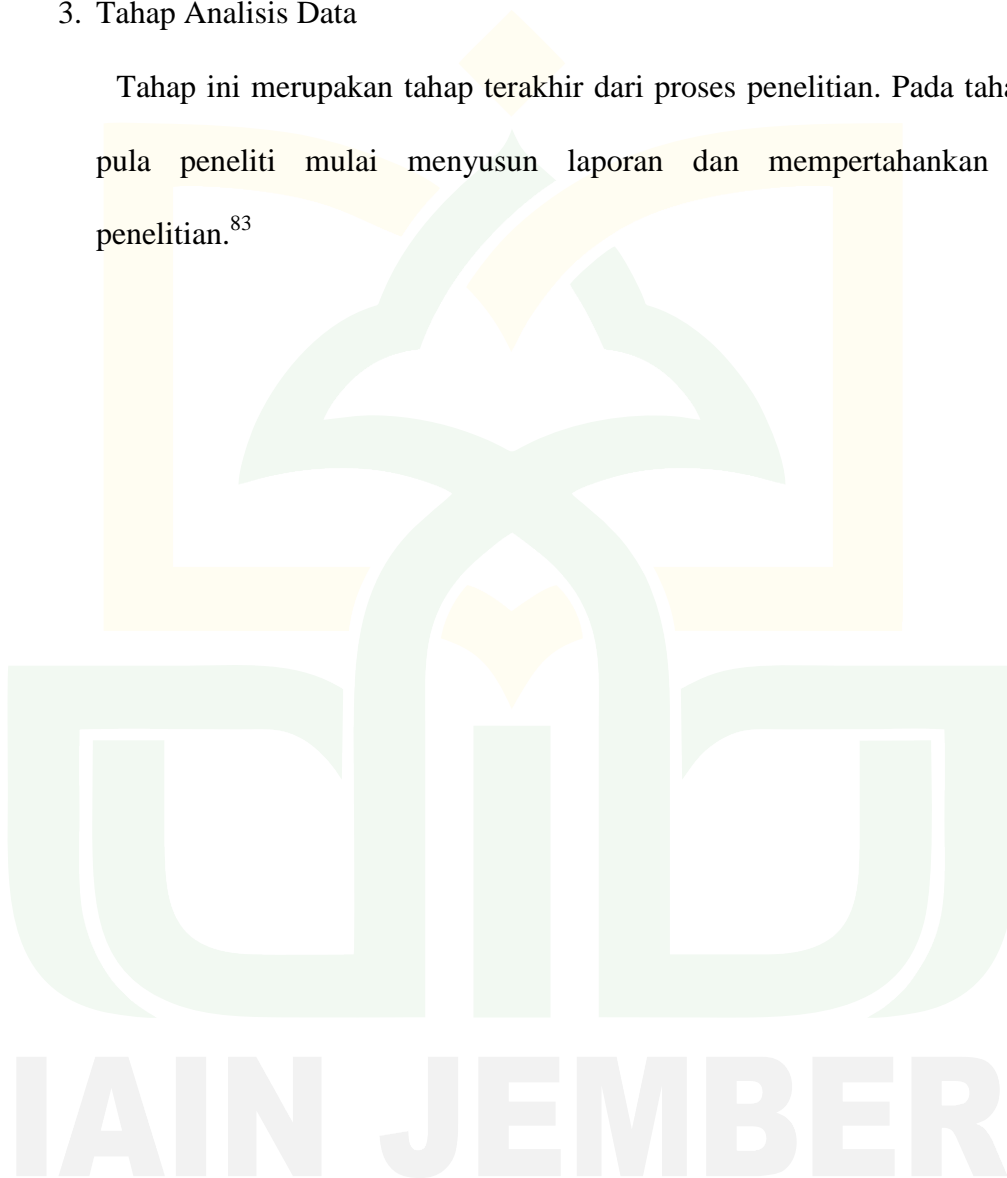 3. Tahap Analisis Data
Tahap ini merupakan tahap terakhir dari proses penelitian. Pada
pula peneliti mulai menyusun laporan dan mempertahankan
penelitian.83
IAIN JEMBER